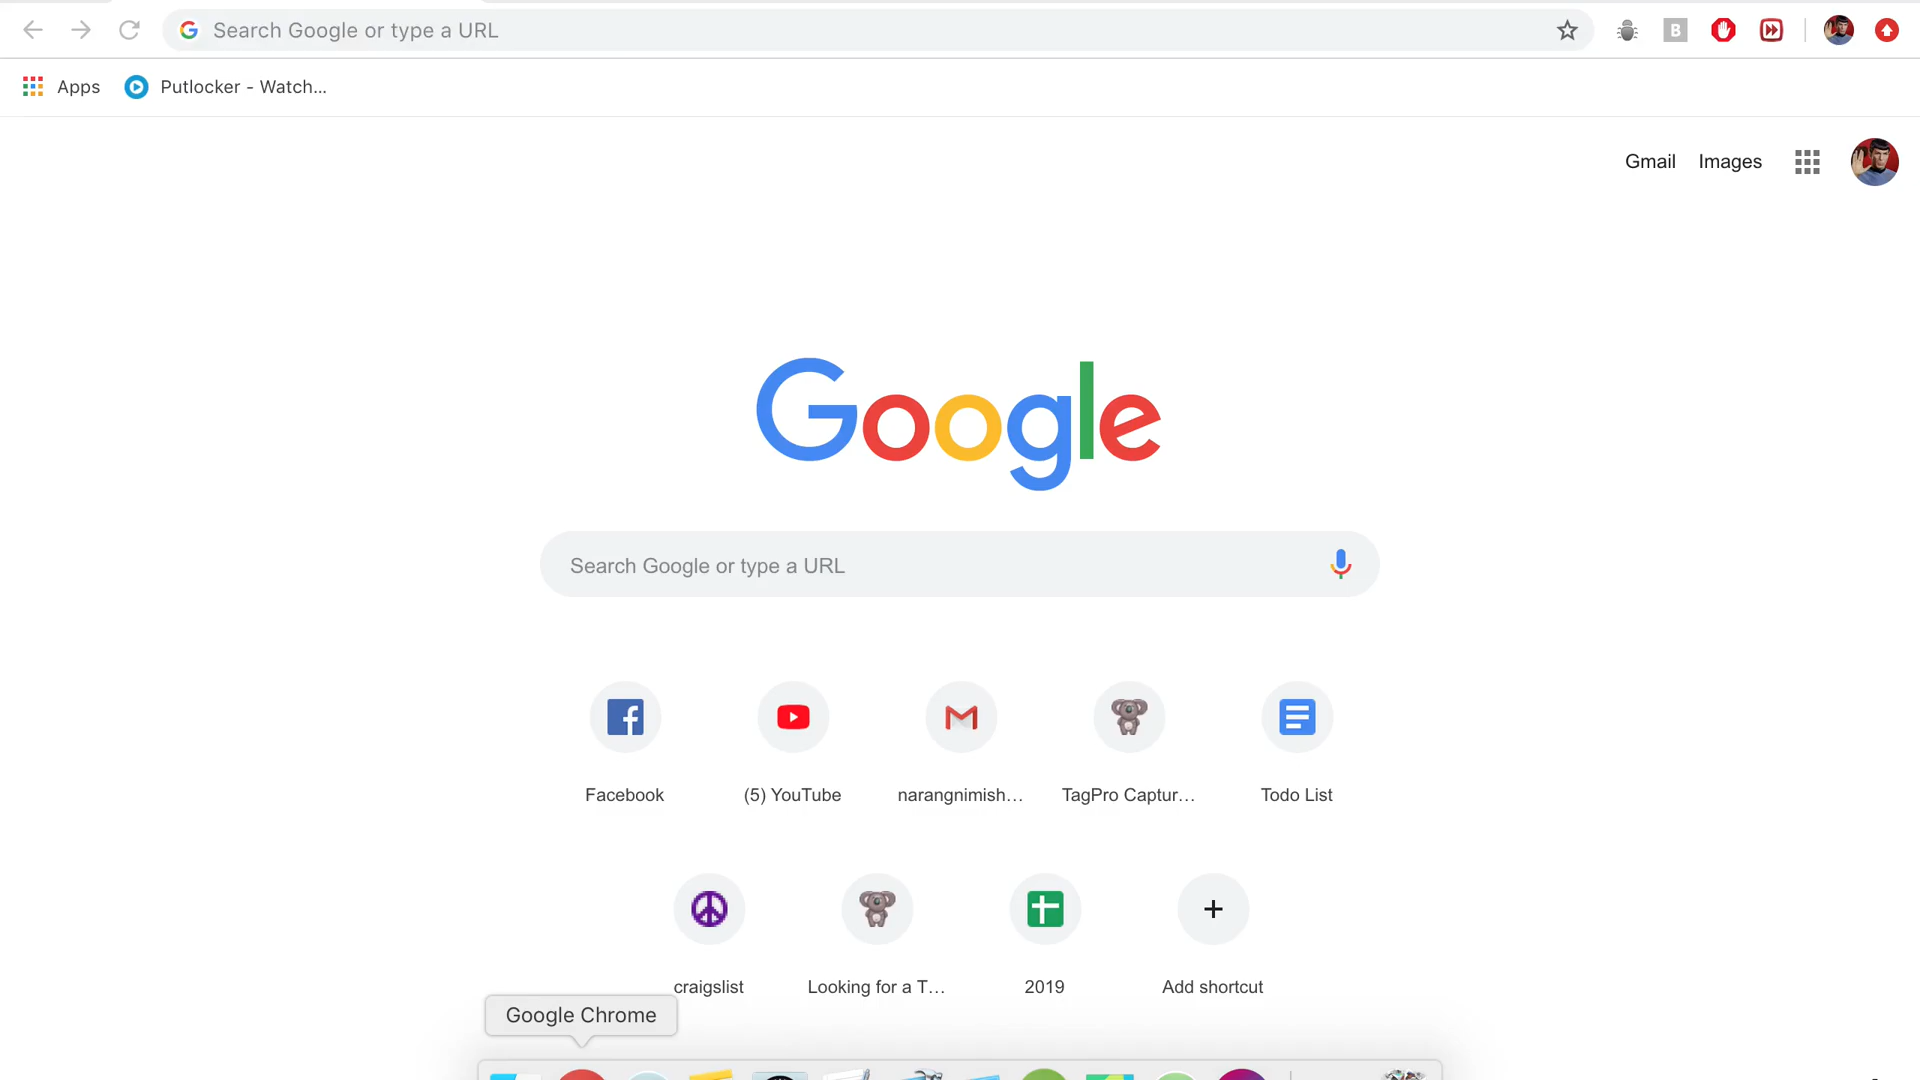 Search Google or type a URL
B
Apps
Putlocker - Watch...
Gmail
Images
Google
Search Google or type a URL
Facebook
(5) YouTube
narangnimish...
TagPro Captur...
Todo List
craigslist
Looking for a T...
2019
Add shortcut
Google Chrome